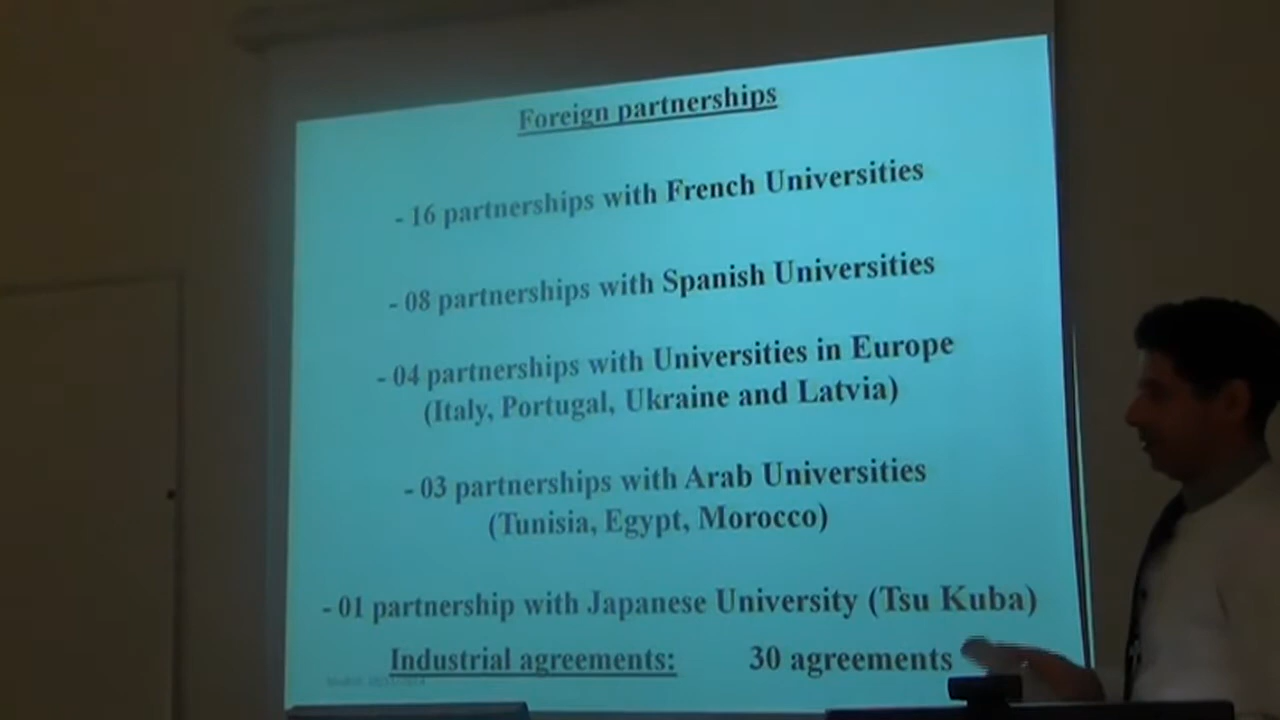 Foreign partnerships
- 16 partnerships with French Universities
- 08 partnerships with Spanish Universities
- 04 partnerships with Universities in Europe
(Italy, Portugal, Ukraine and Latvia)
- 03 partnerships with Arab Universities
(Tunisia, Egypt, Morocco)
- 01 partnership with Japanese University (Tsu Kuba)
Industrial agreements: 30 agreements